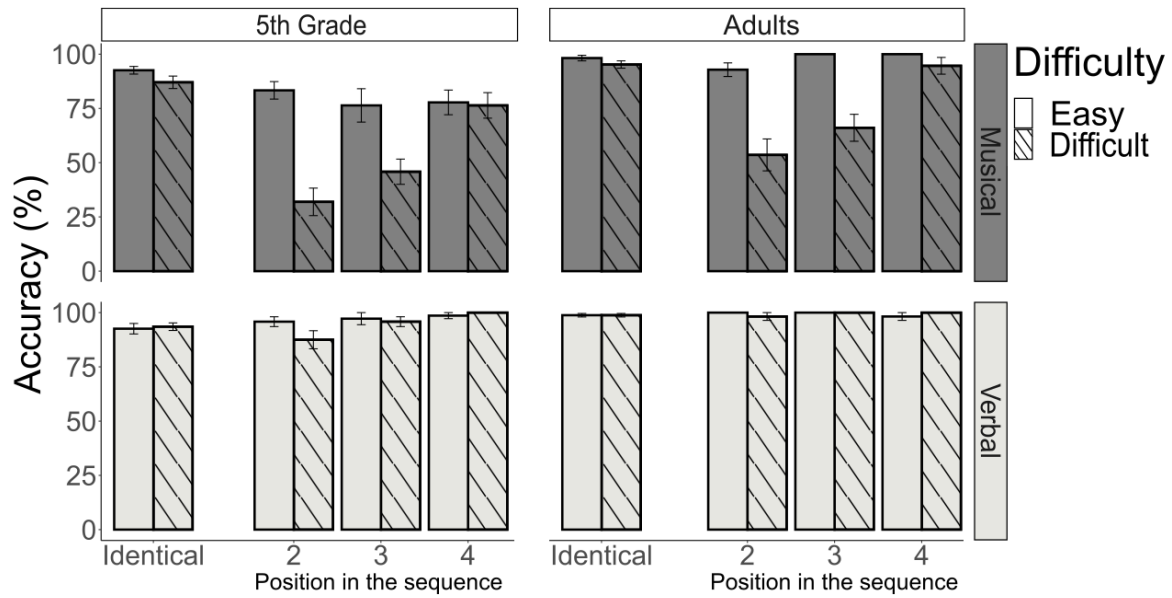 5th Grade
Adults
Accuracy (%)
100
75
50
25
0
Musical
100
75
50
25
0
Verbal
Identical
2
3
4
Position in the sequence
Identical
2
3
4
Position in the sequence
Difficulty
Easy
Difficult